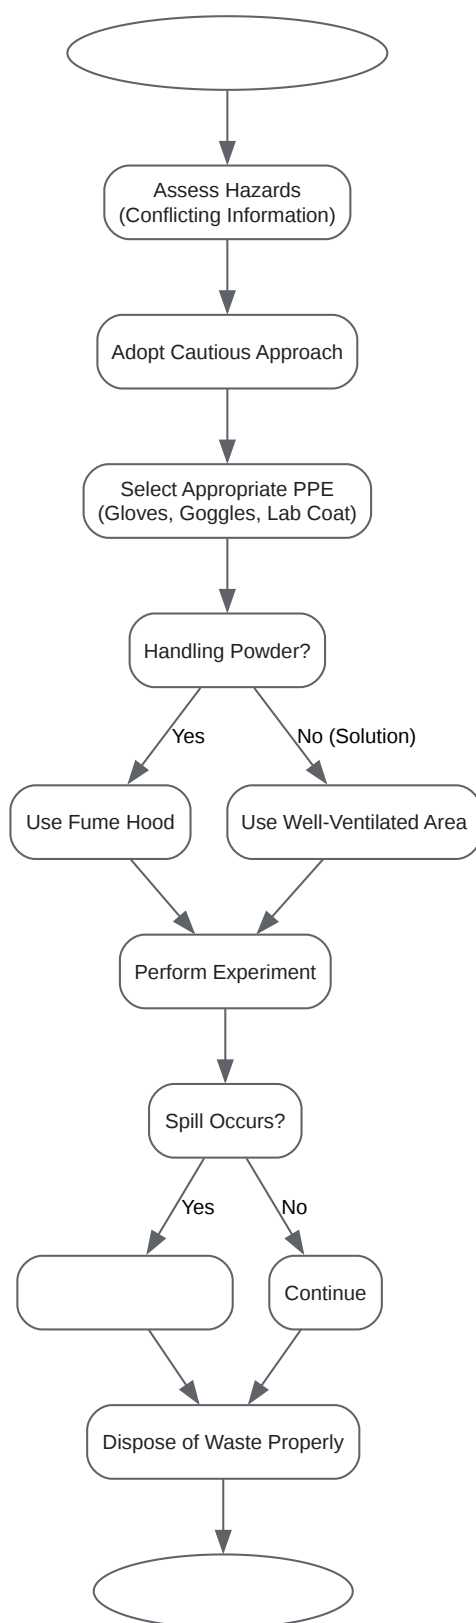 Assess Hazards
(Conflicting Information)
Adopt Cautious Approach
Select Appropriate PPE
(Gloves, Goggles, Lab Coat)
Handling Powder?
Yes
No (Solution)
Use Fume Hood
Use Well-Ventilated Area
Perform Experiment
Spill Occurs?
Yes
No
Continue
Dispose of Waste Properly